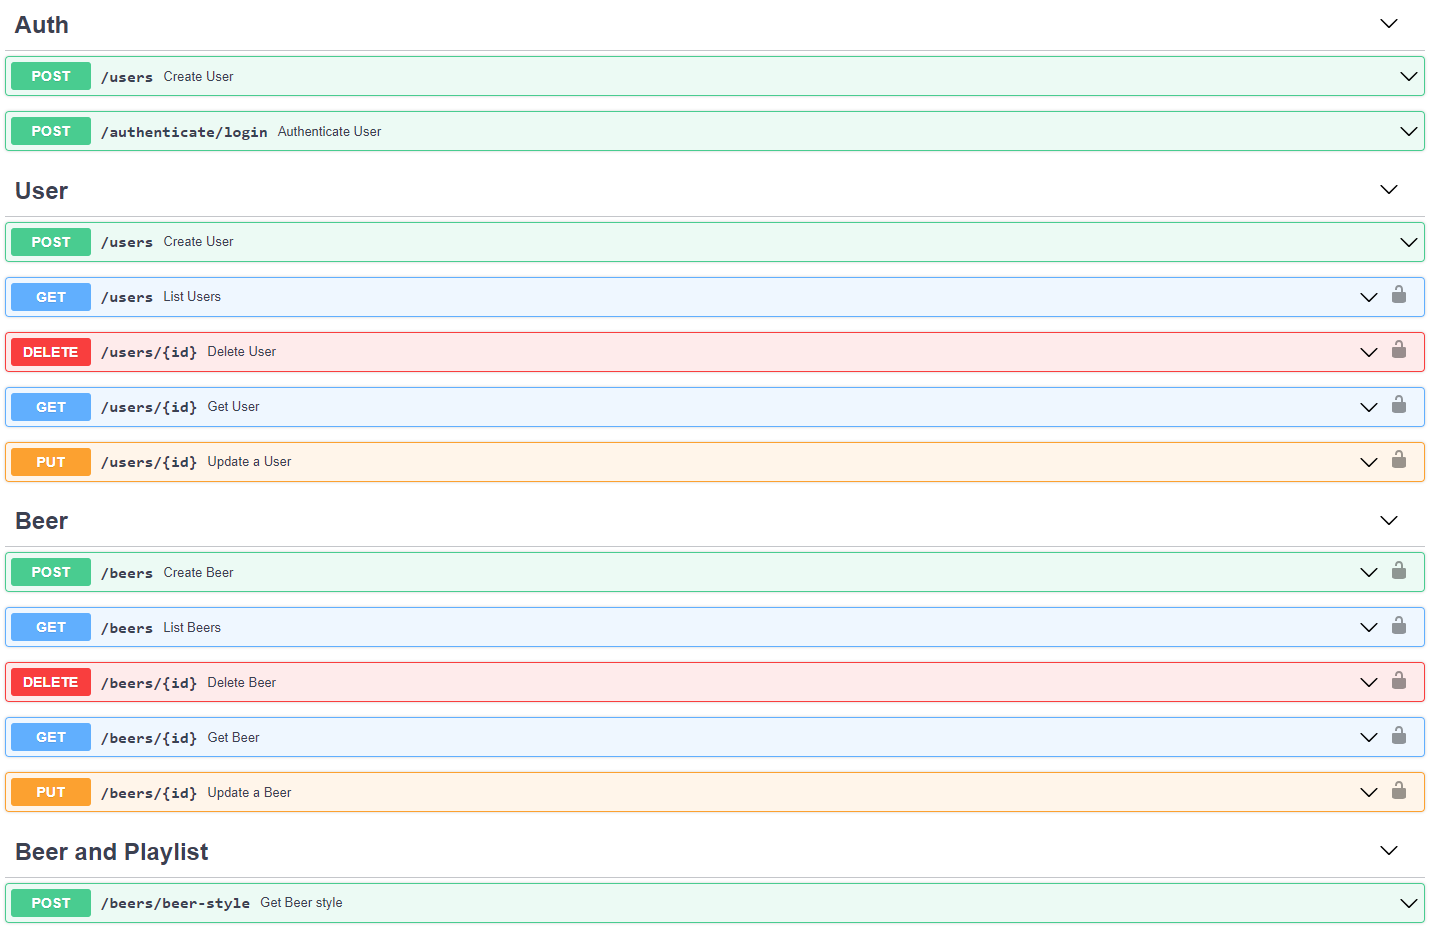 Auth
POST /users Create User
POST /authenticate/login Authenticate User
User
POST /users Create User
GET /users List Users
DELETE /users/{id} Delete User
GET /users/{id} Get User
PUT /users/{id} Update a User
Beer
POST /beers Create Beer
GET /beers List Beers
DELETE /beers/{id} Delete Beer
GET /beers/{id} Get Beer
PUT /beers/{id} Update a Beer
Beer and Playlist
POST /beers/beer-style Get Beer style